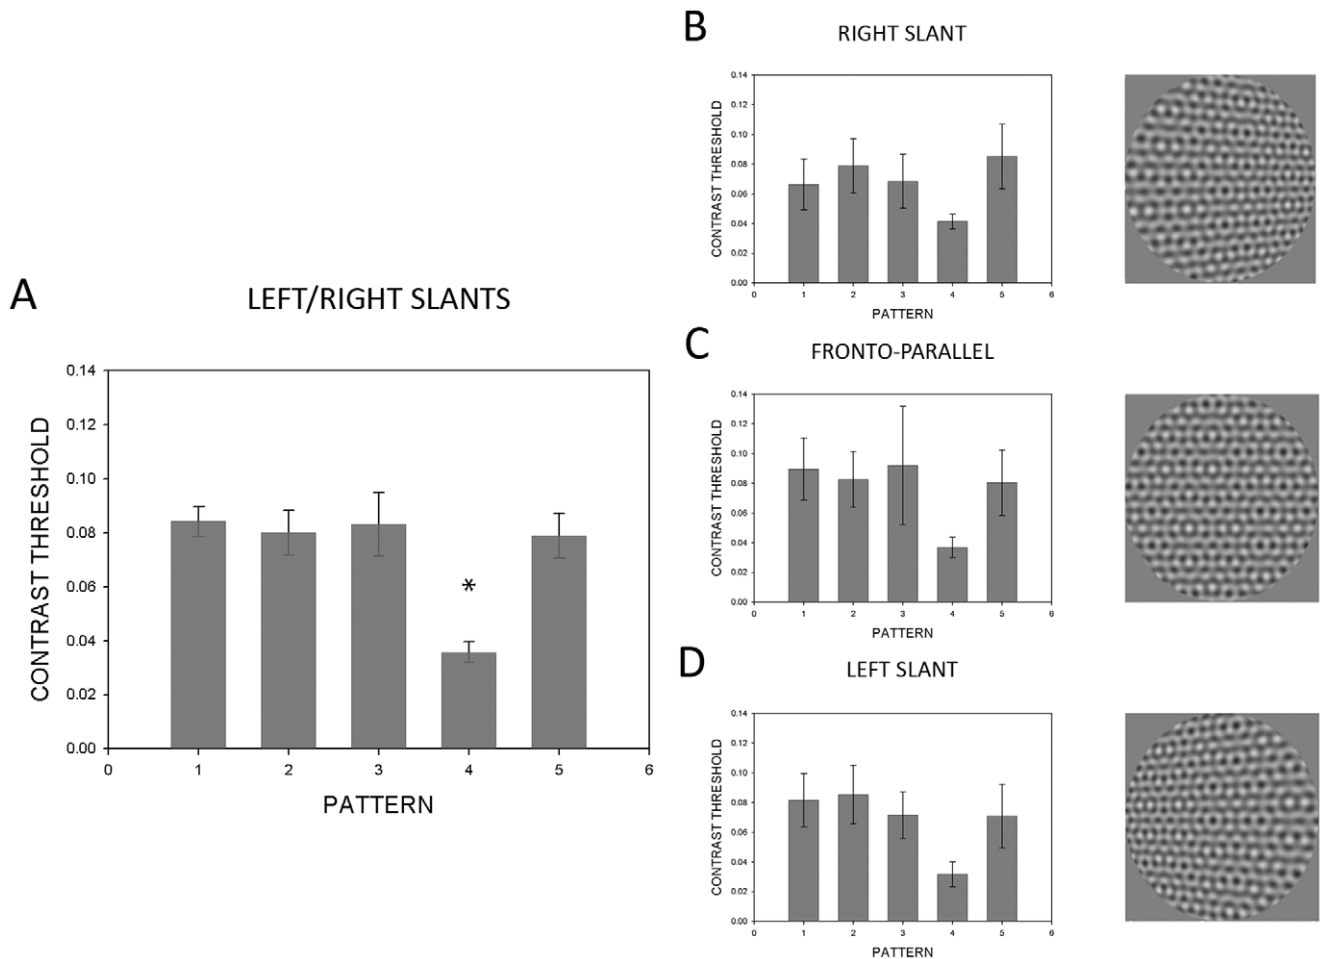 A
LEFT/RIGHT SLANTS
CONTRAST THRESHOLD
0.14
0.12
0.10
0.08
0.06
0.04
0.02
0.00
*
0 1 2 3 4 5 6
PATTERN
B
RIGHT SLANT
CONTRAST THRESHOLD
0.14
0.12
0.10
0.08
0.06
0.04
0.02
0.00
0 1 2 3 4 5 6
PATTERN
C
FRONTO-PARALLEL
CONTRAST THRESHOLD
0.14
0.12
0.10
0.08
0.06
0.04
0.02
0.00
0 1 2 3 4 5 6
PATTERN
D
LEFT SLANT
CONTRAST THRESHOLD
0.14
0.12
0.10
0.08
0.06
0.04
0.02
0.00
0 1 2 3 4 5 6
PATTERN